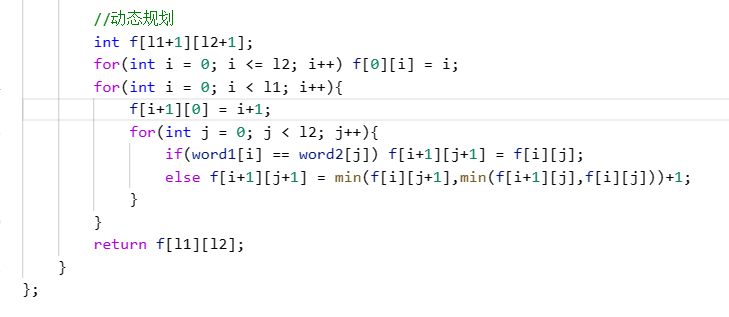 //动态规划
int f[l1+1][l2+1];
for(int i = 0; i <= l2; i++) f[0][i] = i;
for(int i = 0; i < l1; i++){
f[i+1][0] = i+1;
for(int j = 0; j < l2; j++){
if(word1[i] == word2[j]) f[i+1][j+1] = f[i][j];
else f[i+1][j+1] = min(f[i][j+1],min(f[i+1][j],f[i][j]))+1;
}
}
return f[l1][l2];
}
};